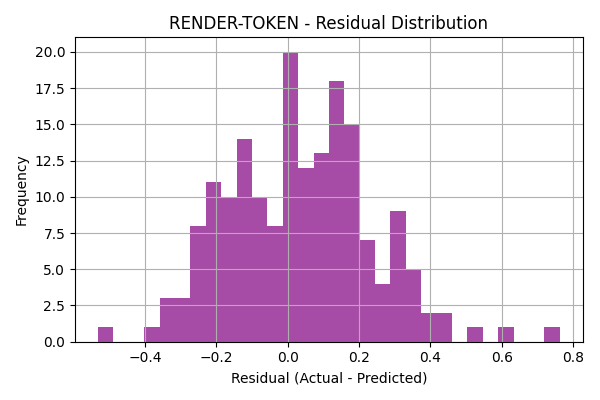 RENDER-TOKEN - Residual Distribution
Frequency
20.0
17.5
15.0
12.5
10.0
7.5
5.0
2.5
0.0
−0.4 −0.2 0.0 0.2 0.4 0.6 0.8
Residual (Actual - Predicted)